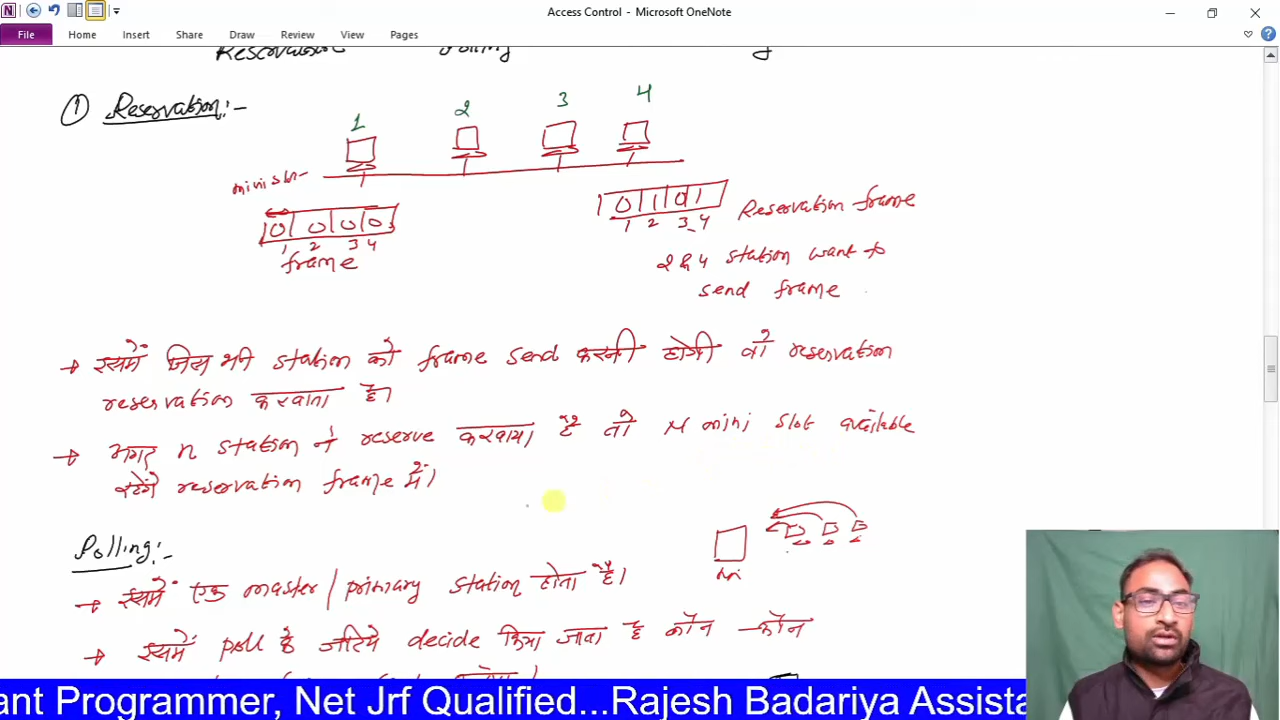 Access Control - Microsoft OneNote
File Home Insert Share Draw Review View Pages
Reservation Polling
① Reservation:-
1 2 3 4
minislot
0 0 0 0
1 2 3 4
frame
0 1 0 1
1 2 3 4
Reservation frame
2 & 4 station want to
send frame
→ इसमें जिस भी station को frame send करनी होगी वो reservation
reservation करवाता है।
→ अगर n station ने reserve करवाया है तो N mini slot available
रहेंगे reservation frame में।
Polling:-
→ इसमें एक master/primary station होता है।
→ इसमें poll के जरिये decide किया जाता है कौन-कौन
ant Programmer, Net Jrf Qualified...Rajesh Badariya Assista